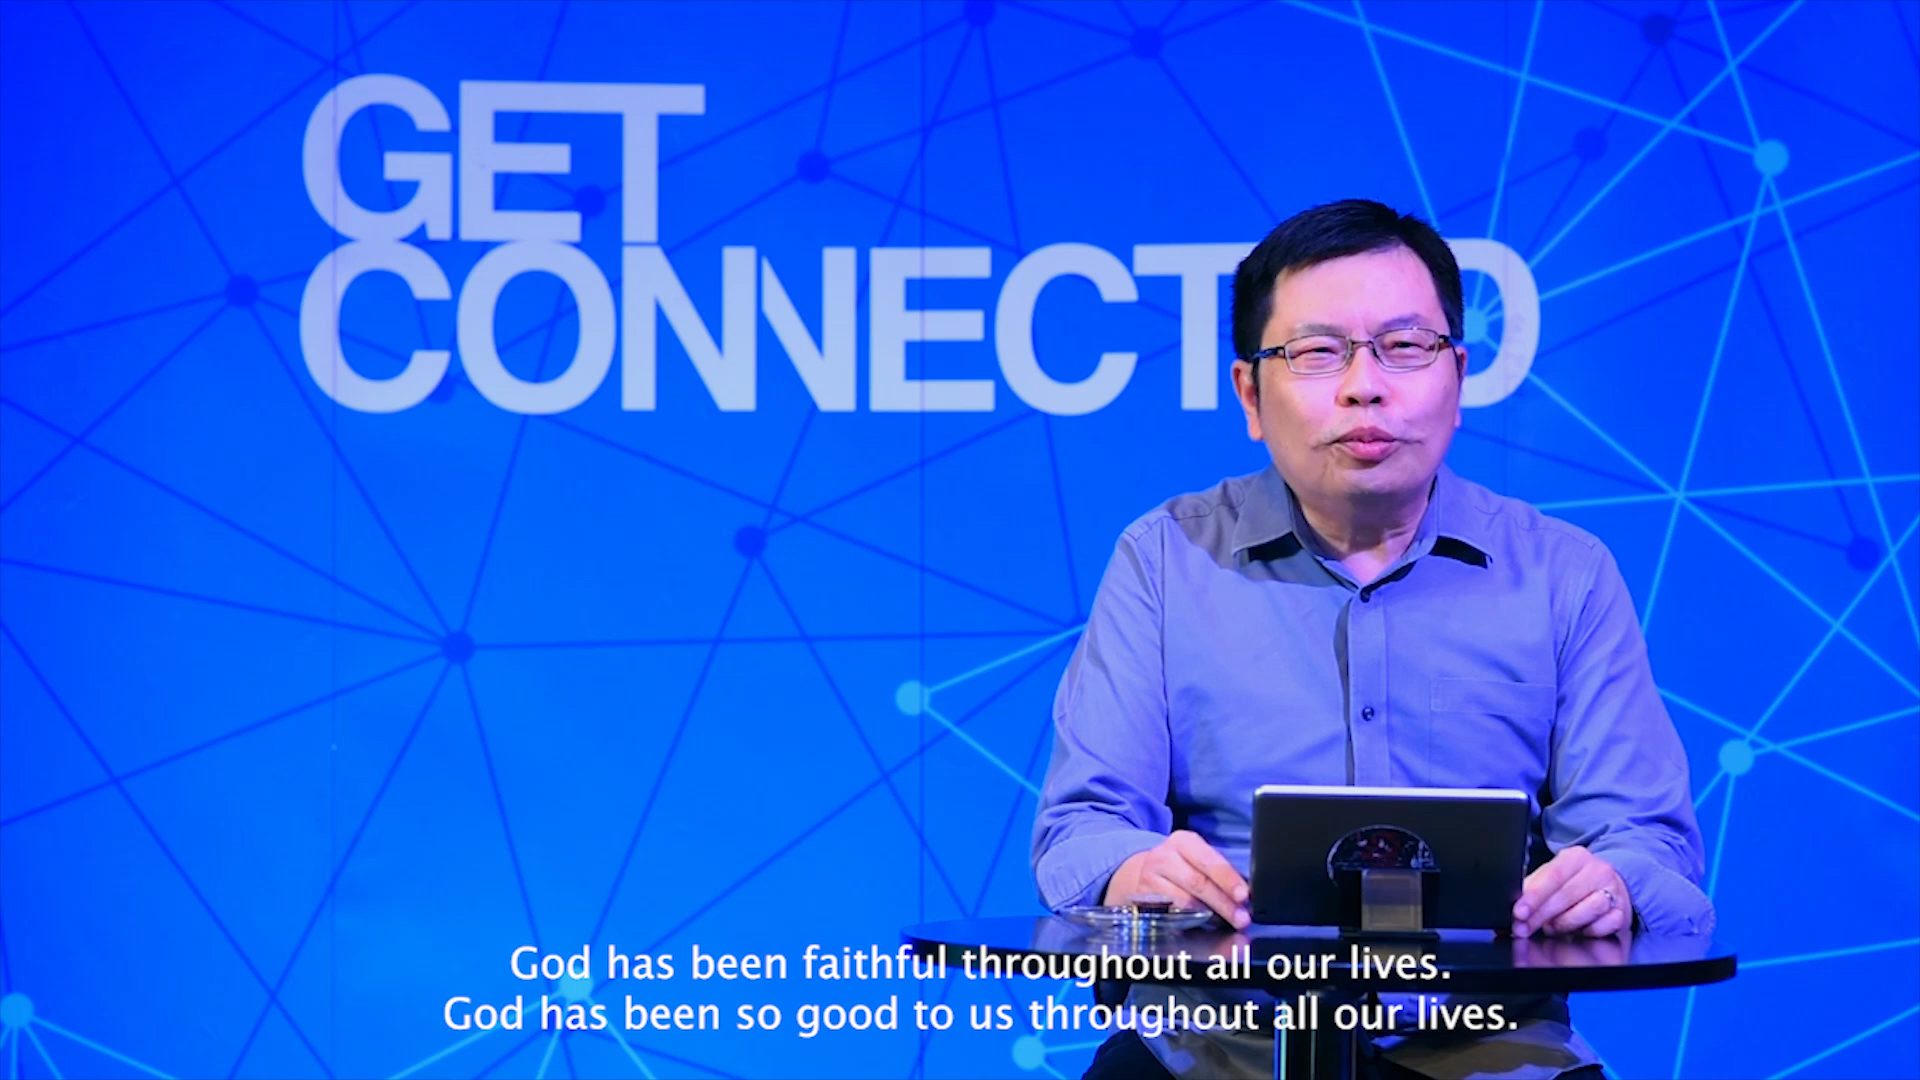 GET
CONNECTED
God has been faithful throughout all our lives.
God has been so good to us throughout all our lives.